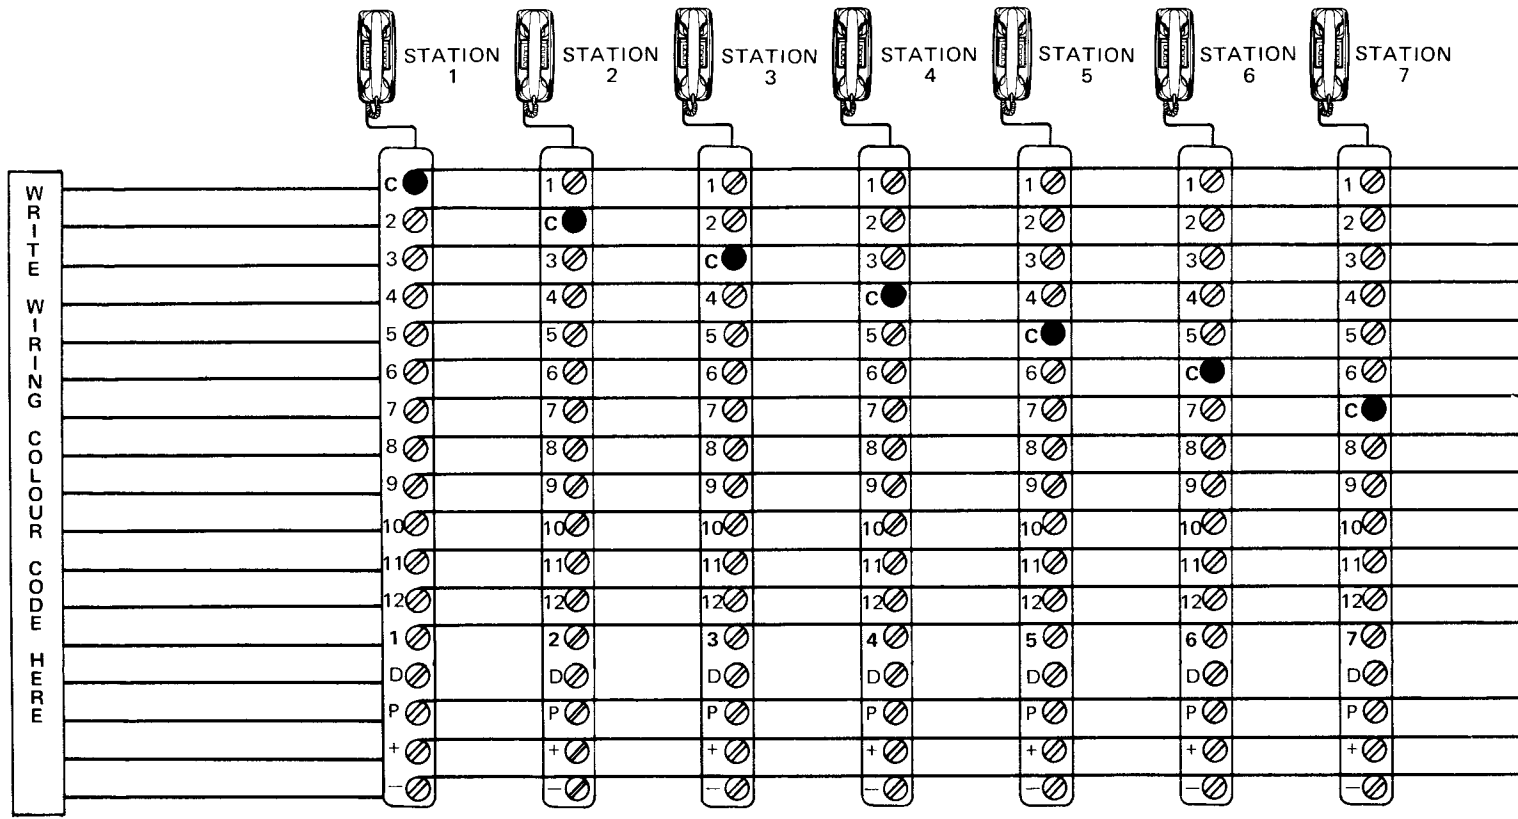 STATION 1
STATION 2
STATION 3
STATION 4
STATION 5
STATION 6
STATION 7
WRITE WIRING COLOUR CODE HERE
C 1 1 1 1 1 1
2 C 2 2 2 2 2
3 3 C 3 3 3 3
4 4 4 C 4 4 4
5 5 5 5 C 5 5
6 6 6 6 6 C 6
7 7 7 7 7 7 C
8 8 8 8 8 8 8
9 9 9 9 9 9 9
10 10 10 10 10 10 10
11 11 11 11 11 11 11
12 12 12 12 12 12 12
1 2 3 4 5 6 7
D D D D D D D
P P P P P P P
+ + + + + + +
− − − − − − −